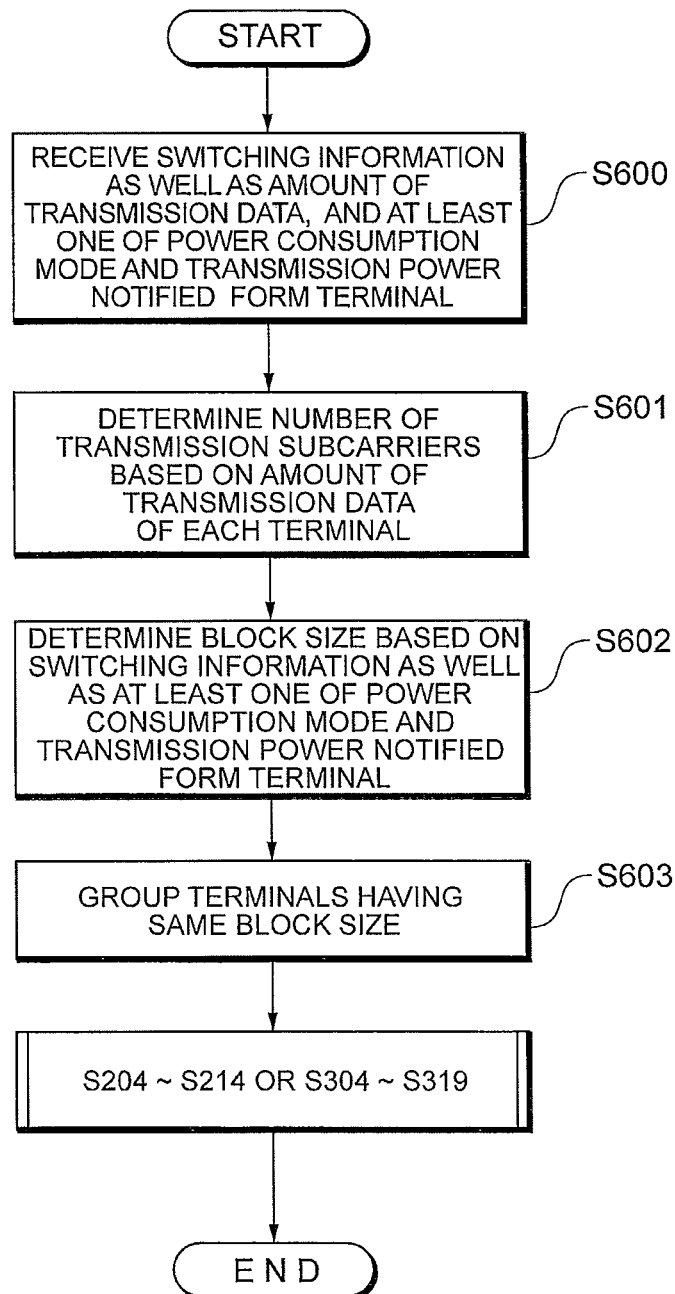 START
RECEIVE SWITCHING INFORMATION
AS WELL AS AMOUNT OF
TRANSMISSION DATA, AND AT LEAST
ONE OF POWER CONSUMPTION
MODE AND TRANSMISSION POWER
NOTIFIED FORM TERMINAL
S600
DETERMINE NUMBER OF
TRANSMISSION SUBCARRIERS
BASED ON AMOUNT OF
TRANSMISSION DATA
OF EACH TERMINAL
S601
DETERMINE BLOCK SIZE BASED ON
SWITCHING INFORMATION AS WELL
AS AT LEAST ONE OF POWER
CONSUMPTION MODE AND
TRANSMISSION POWER NOTIFIED
FORM TERMINAL
S602
GROUP TERMINALS HAVING
SAME BLOCK SIZE
S603
S204 ~ S214 OR S304 ~ S319
END